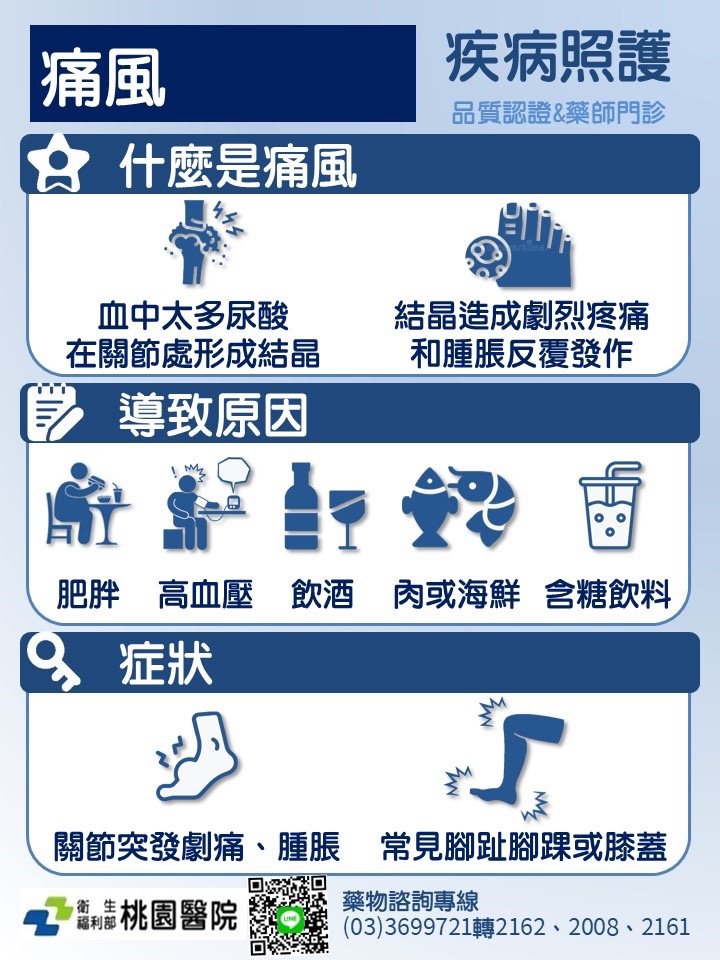 痛風
疾病照護
品質認證&藥師門診
什麼是痛風
血中太多尿酸
在關節處形成結晶
結晶造成劇烈疼痛
和腫脹反覆發作
導致原因
肥胖
高血壓
飲酒
肉或海鮮
含糖飲料
症狀
關節突發劇痛、腫脹
常見腳趾腳踝或膝蓋
衛生
福利部
桃園醫院
LINE
藥物諮詢專線
(03)3699721轉2162、2008、2161